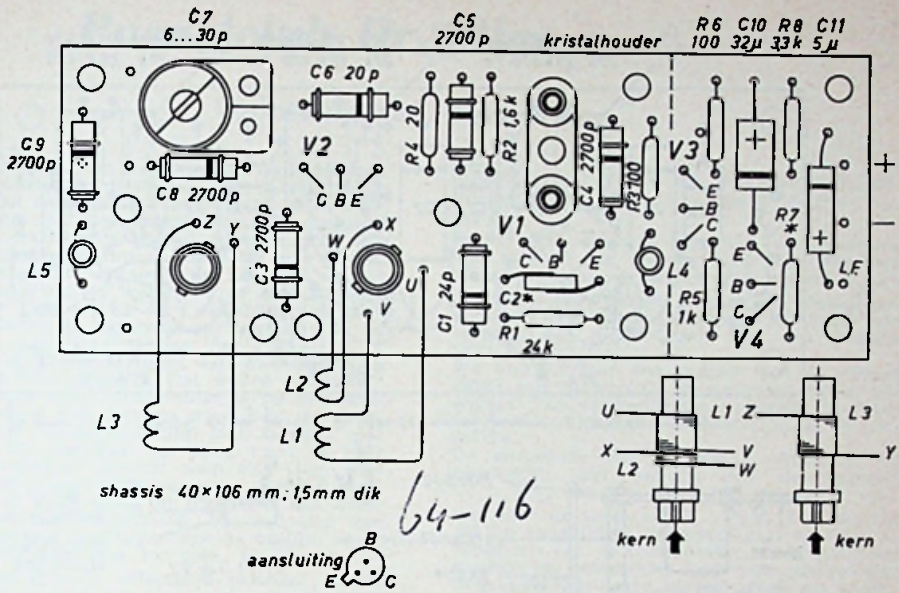 C7
6...30p
C5
2700p
kristalhouder
R6
100
C10
32µ
R8
3,3k
C11
5µ
C6 20p
C9
2700p
V2
C B E
C8 2700p
R4 20
R2 1,6k
C4 2700p
R3 100
V3
E
B
C
R7
*
+
−
L5
Z
Y
C3 2700p
W
X
V
U
C1 24p
V1
C B E
C2*
R1
24k
L4
R5
1k
E
B
C
V4
L.F.
L3
L2
L1
U
X
L2
L1
V
W
Z
L3
Y
kern
kern
shassis 40×106 mm; 1,5mm dik
64-116
aansluiting
B
E
C